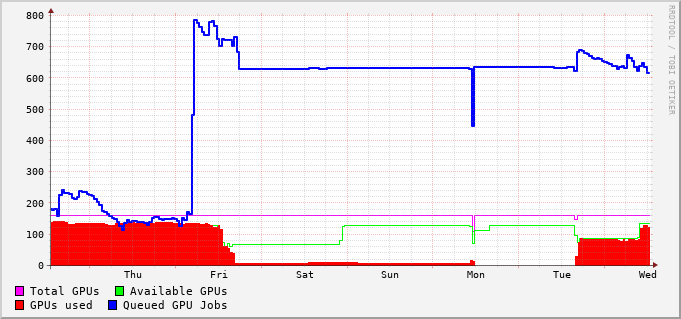 800
700
600
500
400
300
200
100
0
Thu Fri Sat Sun Mon Tue Wed
Total GPUs Available GPUs
GPUs used Queued GPU Jobs
RRDTOOL / TOBI OETIKER